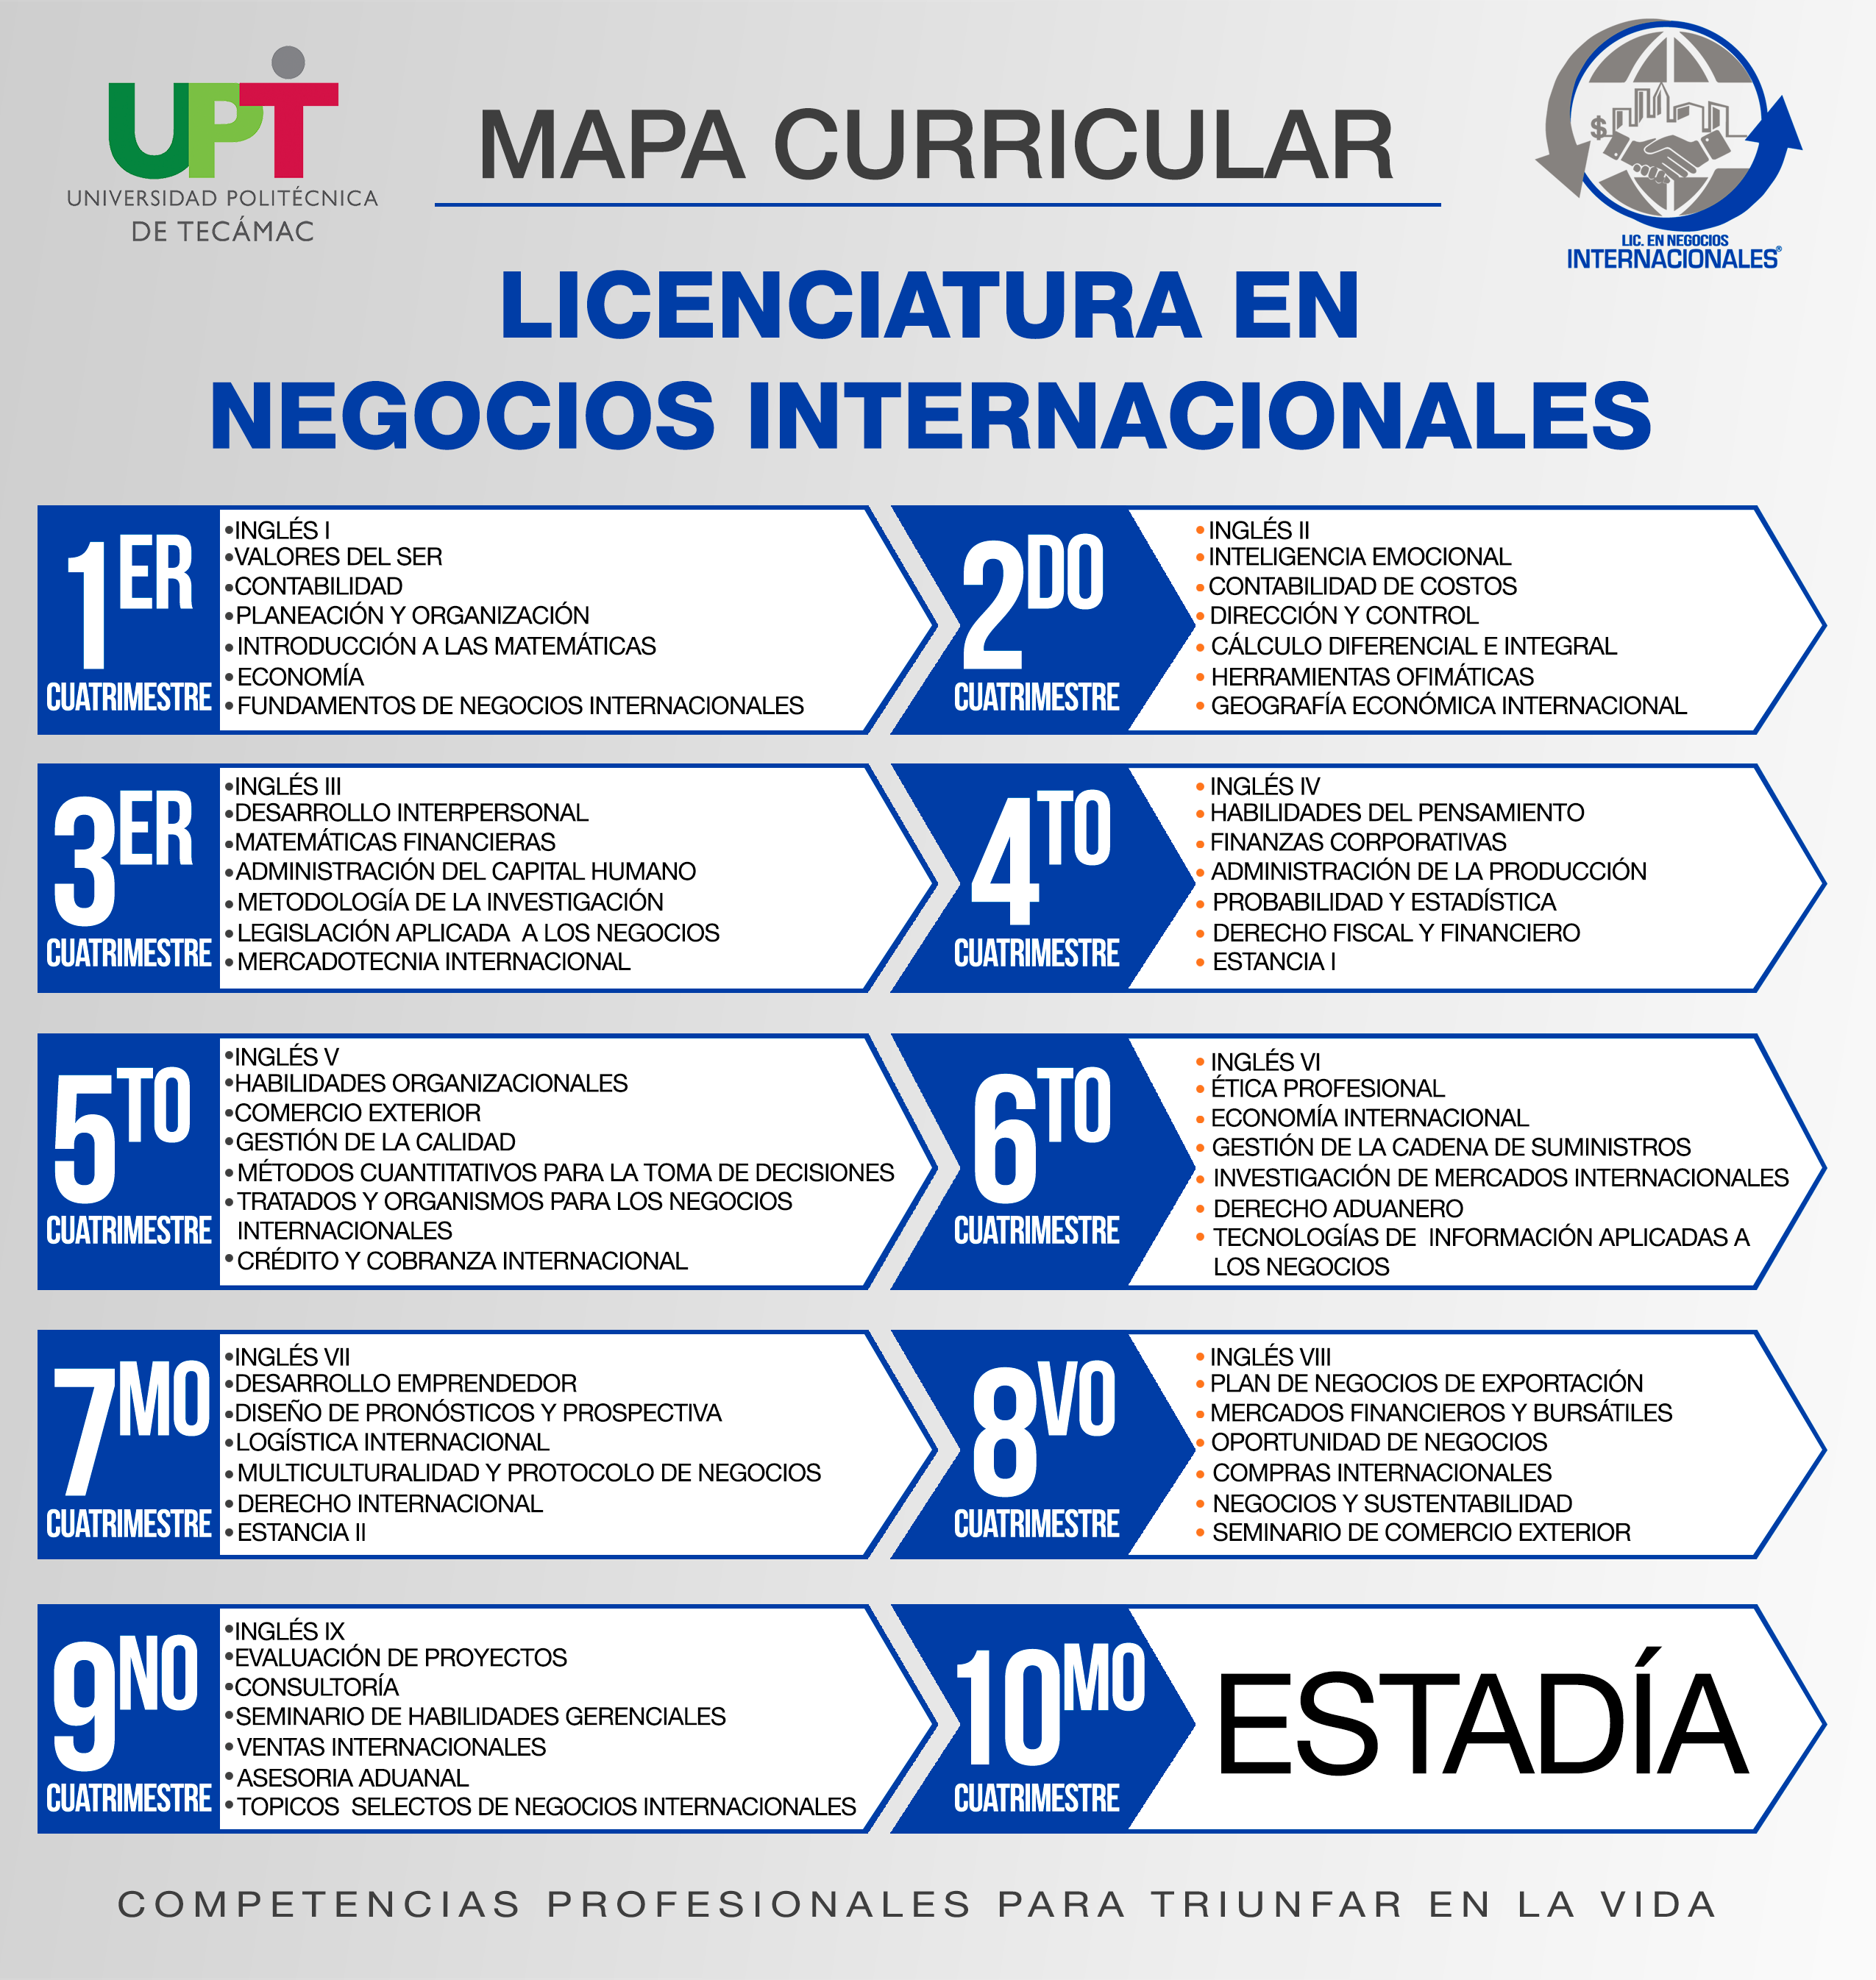 UPT
UNIVERSIDAD POLITÉCNICA
DE TECÁMAC
MAPA CURRICULAR
$
LIC. EN NEGOCIOS
INTERNACIONALES®
LICENCIATURA EN
NEGOCIOS INTERNACIONALES
1ER
CUATRIMESTRE
•INGLÉS I
•VALORES DEL SER
•CONTABILIDAD
•PLANEACIÓN Y ORGANIZACIÓN
•INTRODUCCIÓN A LAS MATEMÁTICAS
•ECONOMÍA
•FUNDAMENTOS DE NEGOCIOS INTERNACIONALES
2DO
CUATRIMESTRE
• INGLÉS II
• INTELIGENCIA EMOCIONAL
• CONTABILIDAD DE COSTOS
• DIRECCIÓN Y CONTROL
• CÁLCULO DIFERENCIAL E INTEGRAL
• HERRAMIENTAS OFIMÁTICAS
• GEOGRAFÍA ECONÓMICA INTERNACIONAL
3ER
CUATRIMESTRE
•INGLÉS III
•DESARROLLO INTERPERSONAL
•MATEMÁTICAS FINANCIERAS
•ADMINISTRACIÓN DEL CAPITAL HUMANO
•METODOLOGÍA DE LA INVESTIGACIÓN
•LEGISLACIÓN APLICADA  A LOS NEGOCIOS
•MERCADOTECNIA INTERNACIONAL
4TO
CUATRIMESTRE
• INGLÉS IV
• HABILIDADES DEL PENSAMIENTO
• FINANZAS CORPORATIVAS
• ADMINISTRACIÓN DE LA PRODUCCIÓN
• PROBABILIDAD Y ESTADÍSTICA
• DERECHO FISCAL Y FINANCIERO
• ESTANCIA I
5TO
CUATRIMESTRE
•INGLÉS V
•HABILIDADES ORGANIZACIONALES
•COMERCIO EXTERIOR
•GESTIÓN DE LA CALIDAD
•MÉTODOS CUANTITATIVOS PARA LA TOMA DE DECISIONES
•TRATADOS Y ORGANISMOS PARA LOS NEGOCIOS
INTERNACIONALES
•CRÉDITO Y COBRANZA INTERNACIONAL
6TO
CUATRIMESTRE
• INGLÉS VI
• ÉTICA PROFESIONAL
• ECONOMÍA INTERNACIONAL
• GESTIÓN DE LA CADENA DE SUMINISTROS
• INVESTIGACIÓN DE MERCADOS INTERNACIONALES
• DERECHO ADUANERO
• TECNOLOGÍAS DE  INFORMACIÓN APLICADAS A
LOS NEGOCIOS
7MO
CUATRIMESTRE
•INGLÉS VII
•DESARROLLO EMPRENDEDOR
•DISEÑO DE PRONÓSTICOS Y PROSPECTIVA
•LOGÍSTICA INTERNACIONAL
•MULTICULTURALIDAD Y PROTOCOLO DE NEGOCIOS
•DERECHO INTERNACIONAL
•ESTANCIA II
8VO
CUATRIMESTRE
• INGLÉS VIII
• PLAN DE NEGOCIOS DE EXPORTACIÓN
• MERCADOS FINANCIEROS Y BURSÁTILES
• OPORTUNIDAD DE NEGOCIOS
• COMPRAS INTERNACIONALES
• NEGOCIOS Y SUSTENTABILIDAD
• SEMINARIO DE COMERCIO EXTERIOR
9NO
CUATRIMESTRE
•INGLÉS IX
•EVALUACIÓN DE PROYECTOS
•CONSULTORÍA
•SEMINARIO DE HABILIDADES GERENCIALES
•VENTAS INTERNACIONALES
•ASESORIA ADUANAL
•TOPICOS  SELECTOS DE NEGOCIOS INTERNACIONALES
10MO
CUATRIMESTRE
ESTADÍA
COMPETENCIAS PROFESIONALES PARA TRIUNFAR EN LA VIDA